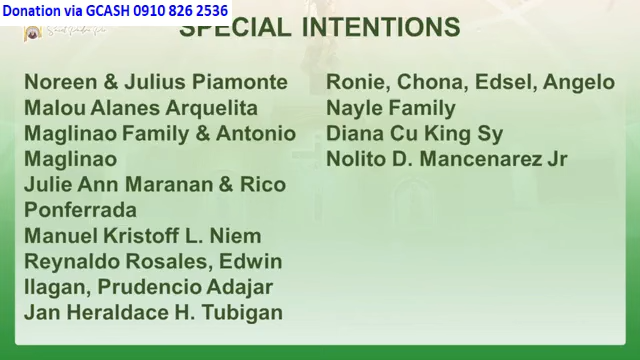 Donation via GCASH 0910 826 2536
SPECIAL INTENTIONS
Noreen & Julius Piamonte
Malou Alanes Arquelita
Maglinao Family & Antonio
Maglinao
Julie Ann Maranan & Rico
Ponferrada
Manuel Kristoff L. Niem
Reynaldo Rosales, Edwin
Ilagan, Prudencio Adajar
Jan Heraldace H. Tubigan
Ronie, Chona, Edsel, Angelo
Nayle Family
Diana Cu King Sy
Nolito D. Mancenarez Jr